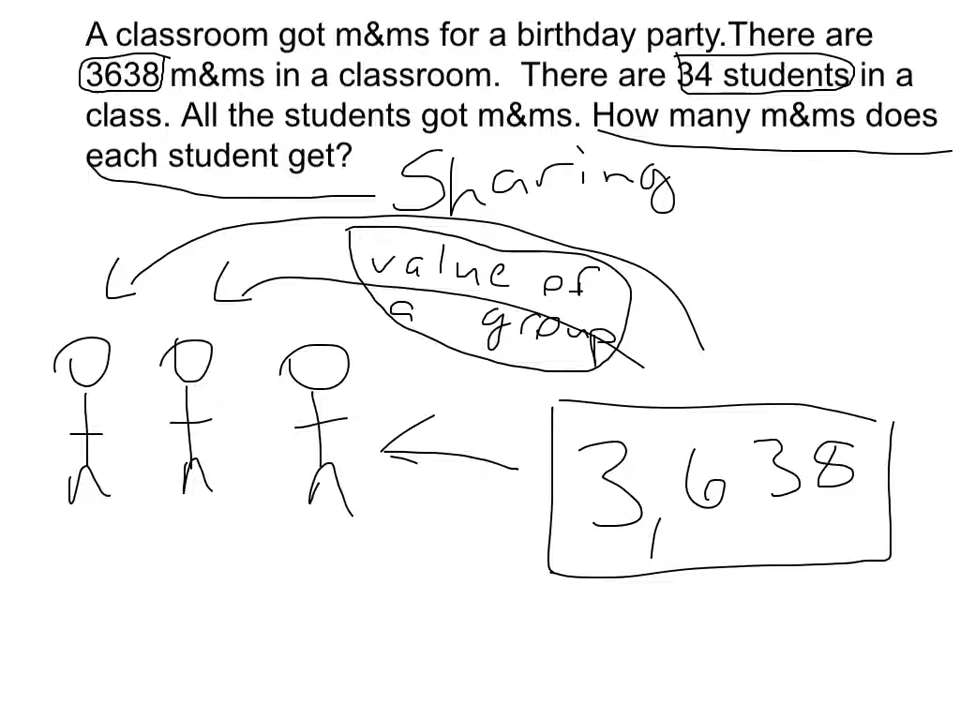 A classroom got m&ms for a birthday party.There are
3638 m&ms in a classroom. There are 34 students in a
class. All the students got m&ms. How many m&ms does
each student get?
Sharing
value of
a group
3,638